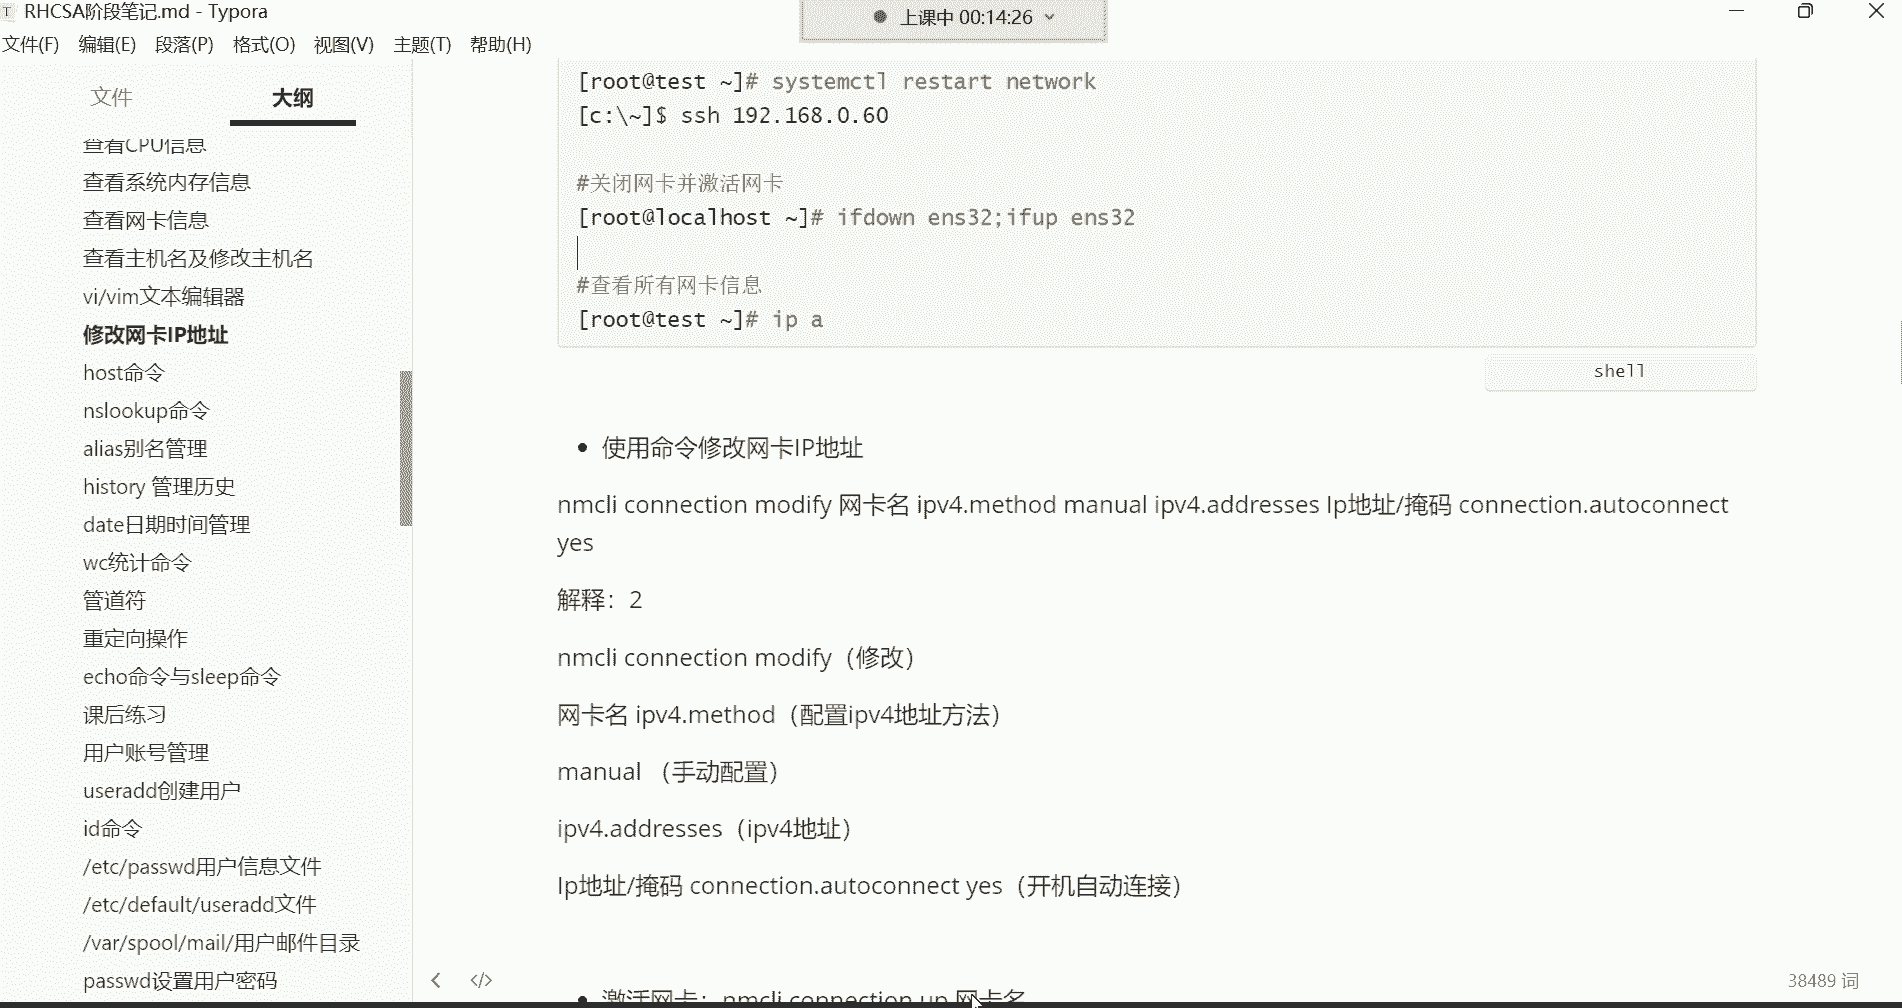 RHCSA阶段笔记.md - Typora
上课中 00:14:26
文件(F) 编辑(E) 段落(P) 格式(O) 视图(V) 主题(T) 帮助(H)
文件 大纲
查看CPU信息
查看系统内存信息
查看网卡信息
查看主机名及修改主机名
vi/vim文本编辑器
修改网卡IP地址
host命令
nslookup命令
alias别名管理
history 管理历史
date日期时间管理
wc统计命令
管道符
重定向操作
echo命令与sleep命令
课后练习
用户账号管理
useradd创建用户
id命令
/etc/passwd用户信息文件
/etc/default/useradd文件
/var/spool/mail/用户邮件目录
passwd设置用户密码
[root@test ~]# systemctl restart network
[c:\~]$ ssh 192.168.0.60
#关闭网卡并激活网卡
[root@localhost ~]# ifdown ens32;ifup ens32
#查看所有网卡信息
[root@test ~]# ip a
shell
使用命令修改网卡IP地址
nmcli connection modify 网卡名 ipv4.method manual ipv4.addresses Ip地址/掩码 connection.autoconnect
yes
解释：2
nmcli connection modify（修改）
网卡名 ipv4.method（配置ipv4地址方法）
manual （手动配置）
ipv4.addresses（ipv4地址）
Ip地址/掩码 connection.autoconnect yes（开机自动连接）
激活网卡：nmcli connection up 网卡名
38489 词